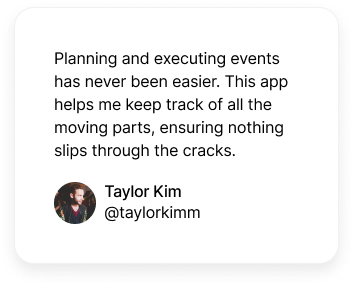 Planning and executing events
has never been easier. This app
helps me keep track of all the
moving parts, ensuring nothing
slips through the cracks.
Taylor Kim
@taylorkimm